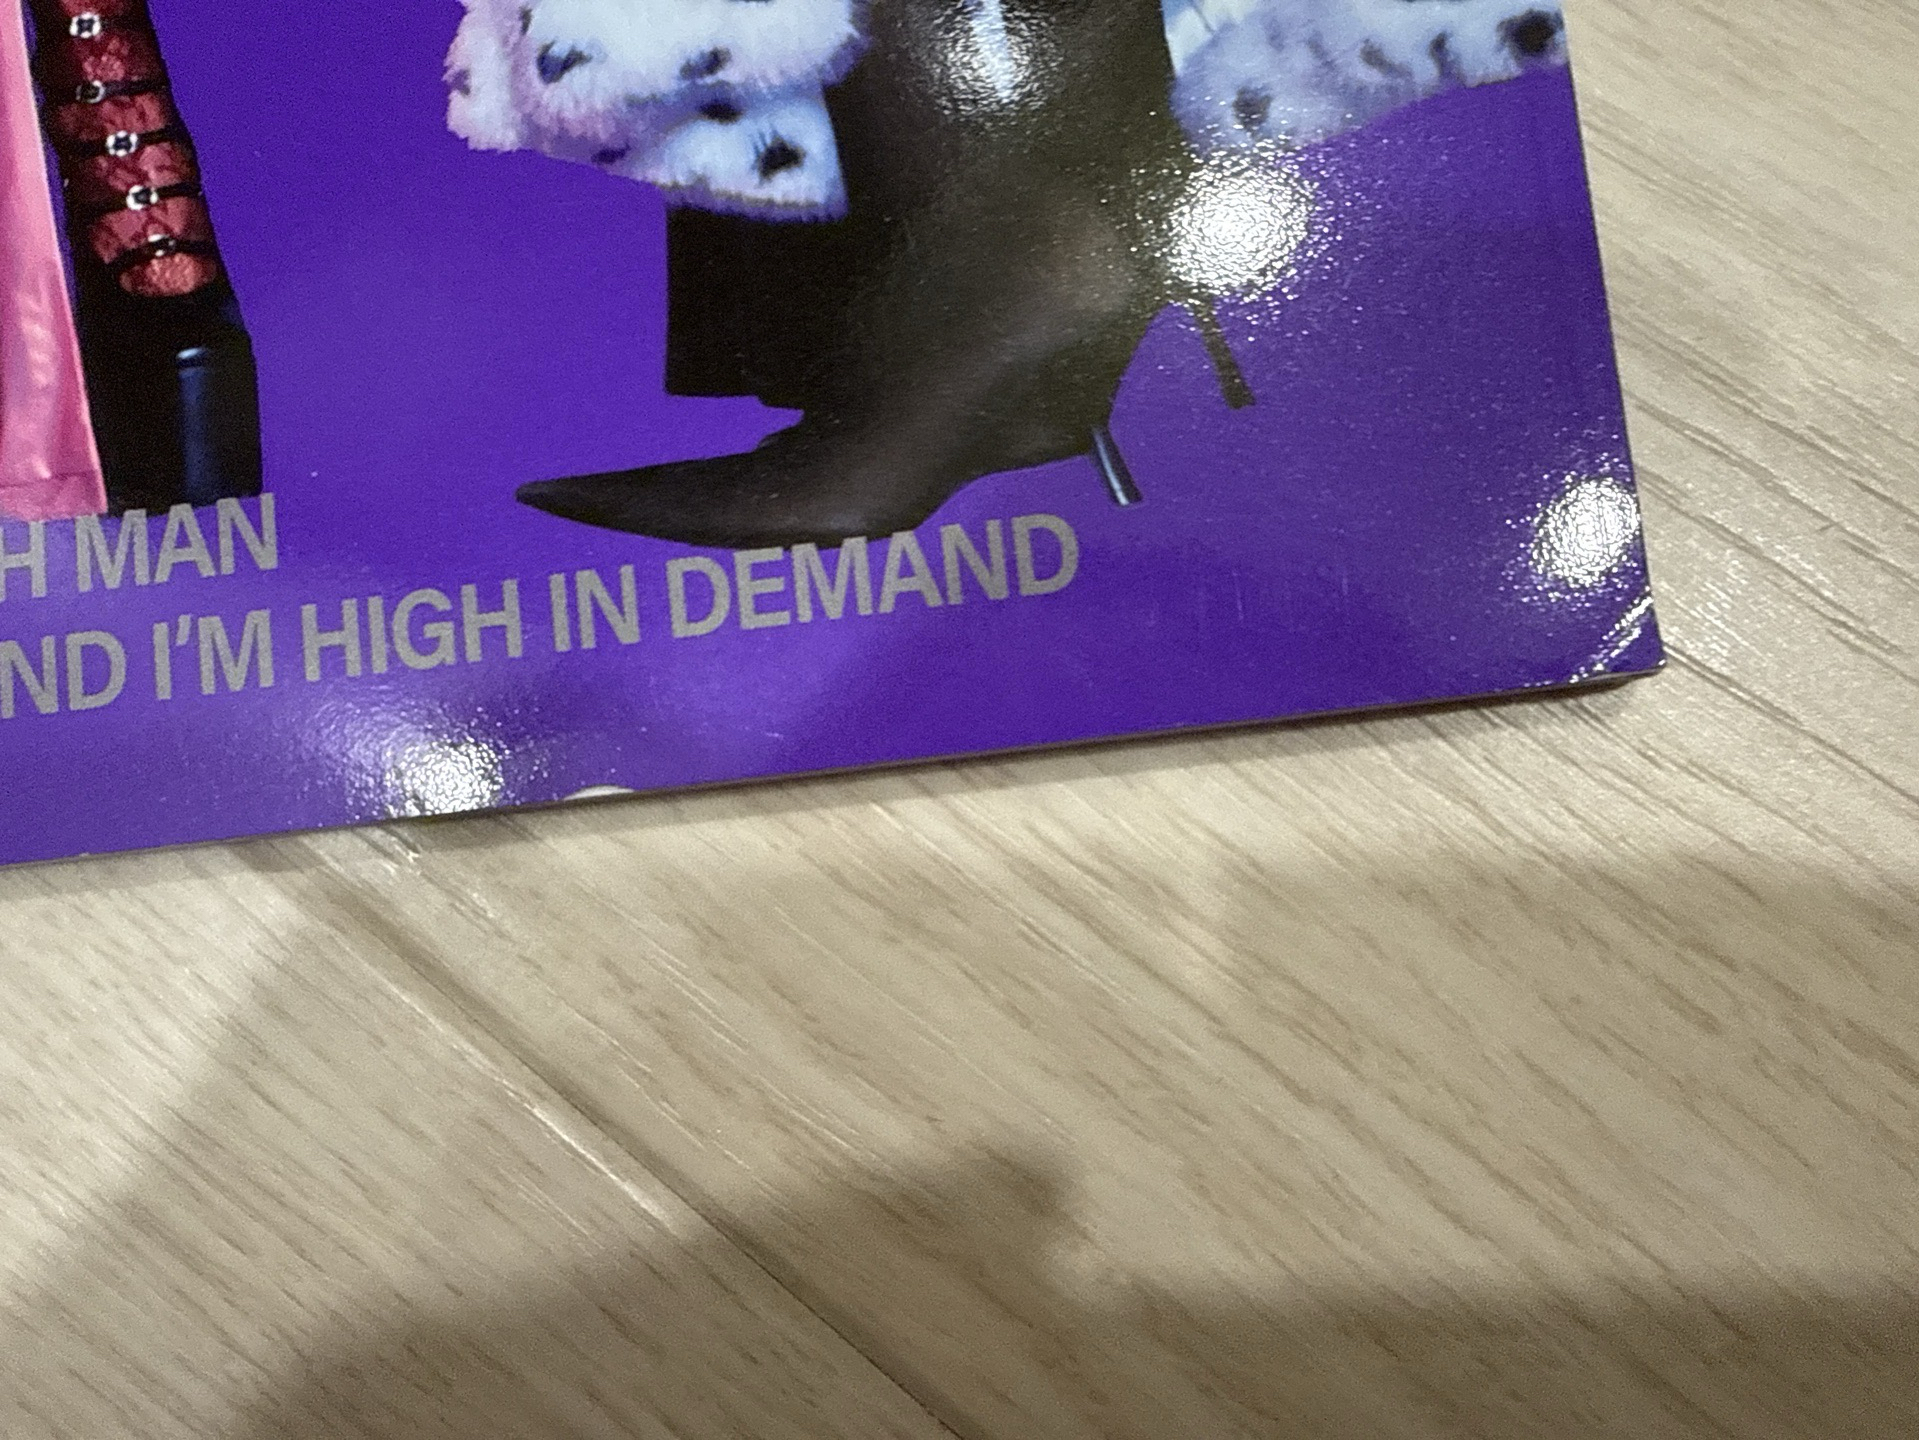 H MAN
ND I'M HIGH IN DEMAND